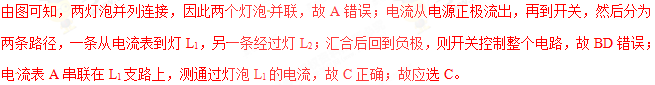 由图可知，两灯泡并列连接，因此两个灯泡并联，故 A 错误；电流从电源正极流出，再到开关，然后分为
两条路径，一条从电流表到灯 L₁，另一条经过灯 L₂；汇合后回到负极，则开关控制整个电路，故 BD 错误；
电流表 A 串联在 L₁ 支路上，测通过灯泡 L₁ 的电流，故 C 正确；故应选 C。